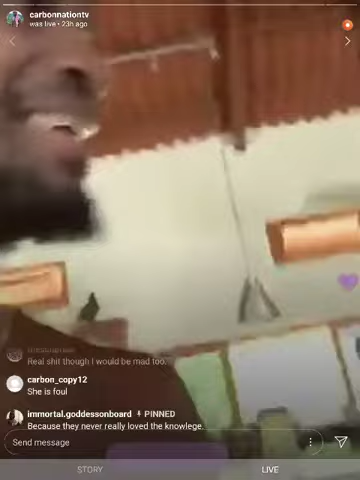 carbonnationtv
was live • 23h ago
Real shit though I would be mad too.
carbon_copy12
She is foul
immortal.goddessonboard PINNED
Because they never really loved the knowlege.
Send message
STORY
LIVE